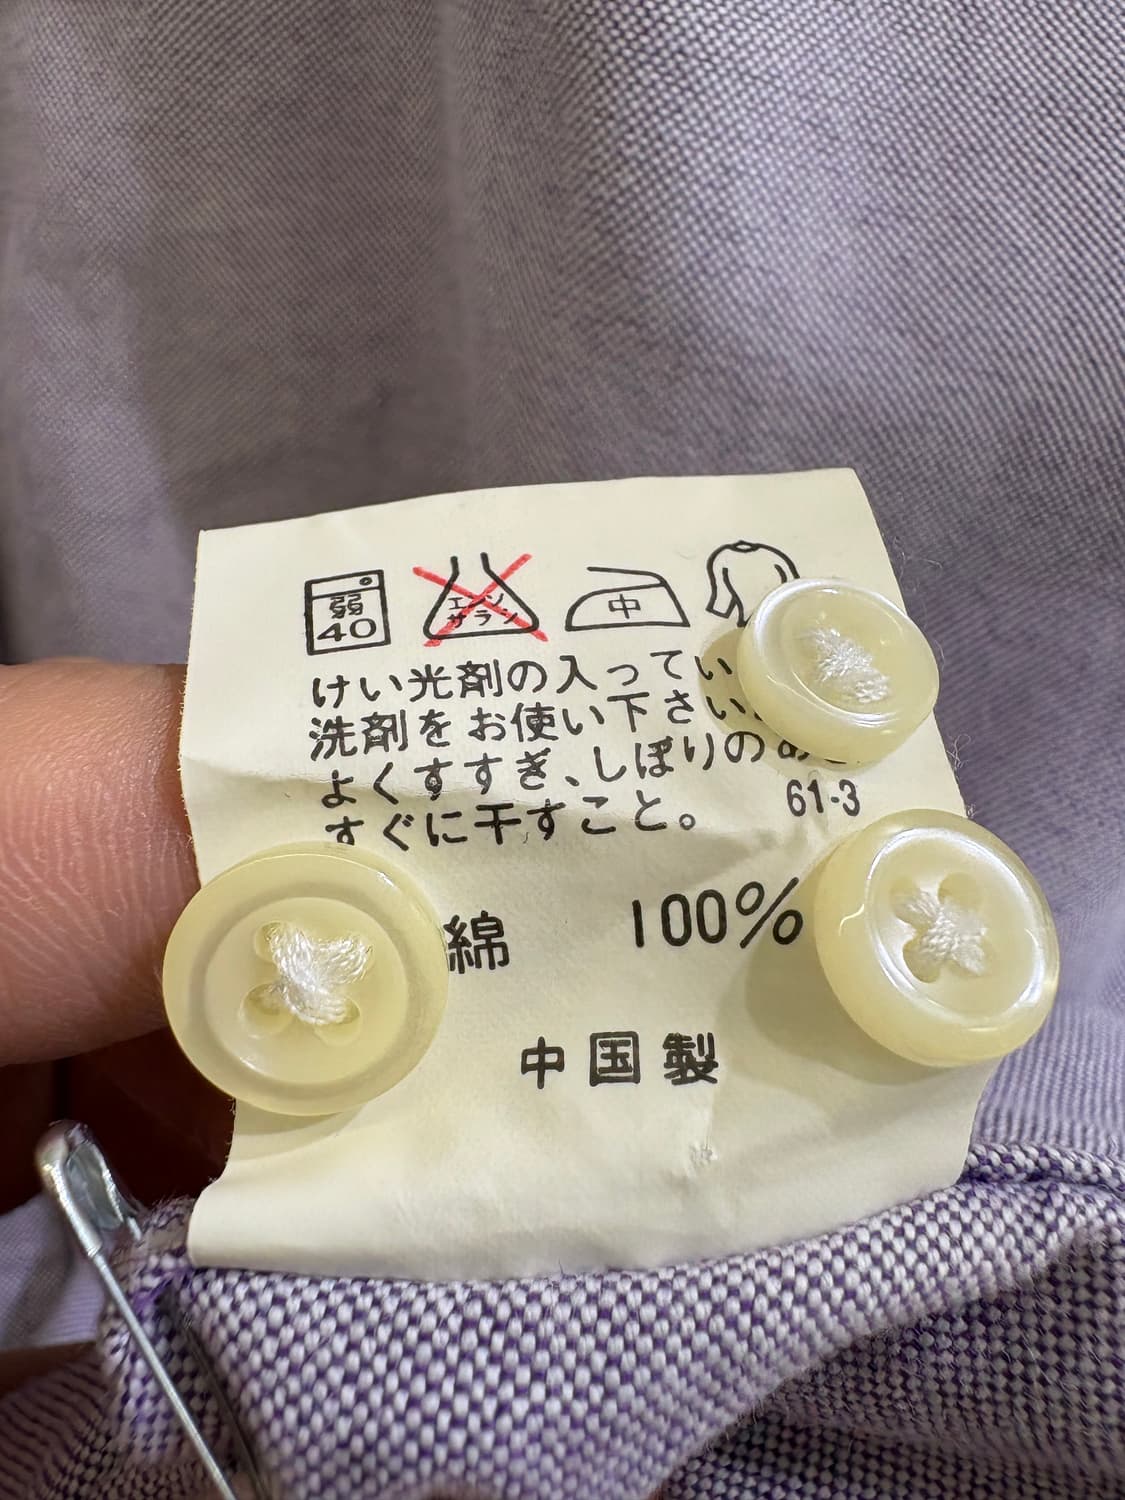 弱
40
エンソ
サラシ
中
けい光剤の入ってい
洗剤をお使い下さい。
よくすすぎ、しぼりの
すぐに干すこと。
61-3
綿 100%
中国製